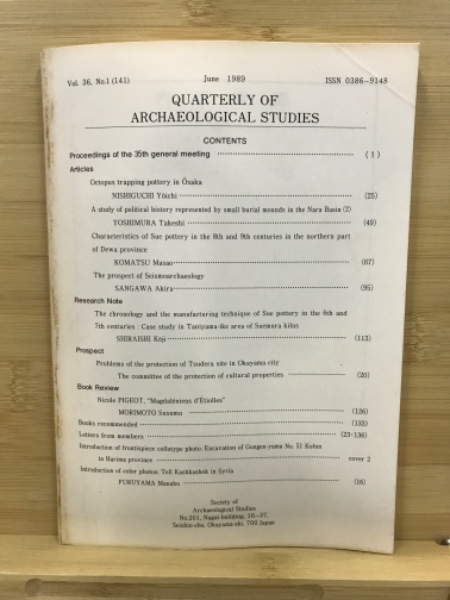 Vol. 36, No.1 (141) June 1989 ISSN 0386-9148
QUARTERLY OF
ARCHAEOLOGICAL STUDIES
CONTENTS
Proceedings of the 35th general meeting ( 1 )
Articles
Octopus trapping pottery in Ōsaka
NISHIGUCHI Yōichi (25)
A study of political history represented by small burial mounds in the Nara Basin (2)
YOSHIMURA Takeshi (49)
Characteristics of Sue pottery in the 8th and 9th centuries in the northern part
of Dewa province
KOMATSU Masao (67)
The prospect of Seismoarchaeology
SANGAWA Akira (95)
Research Note
The chronology and the manufacturing technique of Sue pottery in the 6th and
7th centuries : Case study in Taniyama-ike area of Suemura kilns
SHIRAISHI Koji (113)
Prospect
Problems of the protection of Tsudera site in Okayama city
The committee of the protection of cultural properties (20)
Book Review
Nicole PIGEOT, "Magdaléniens d'Étiolles"
MORIMOTO Susumu (126)
Books recommended (133)
Letters from members (23・136)
Introduction of frontispiece collotype photo: Excavation of Gongen-yama No. 51 Kofun
in Harima province cover 2
Introduction of color photos: Tell Kashkashok in Syria
FURUYAMA Manabu (16)
Society of
Archaeological Studies
No.201, Nagai building, 16-37,
Okayama-shi, 700 Japan